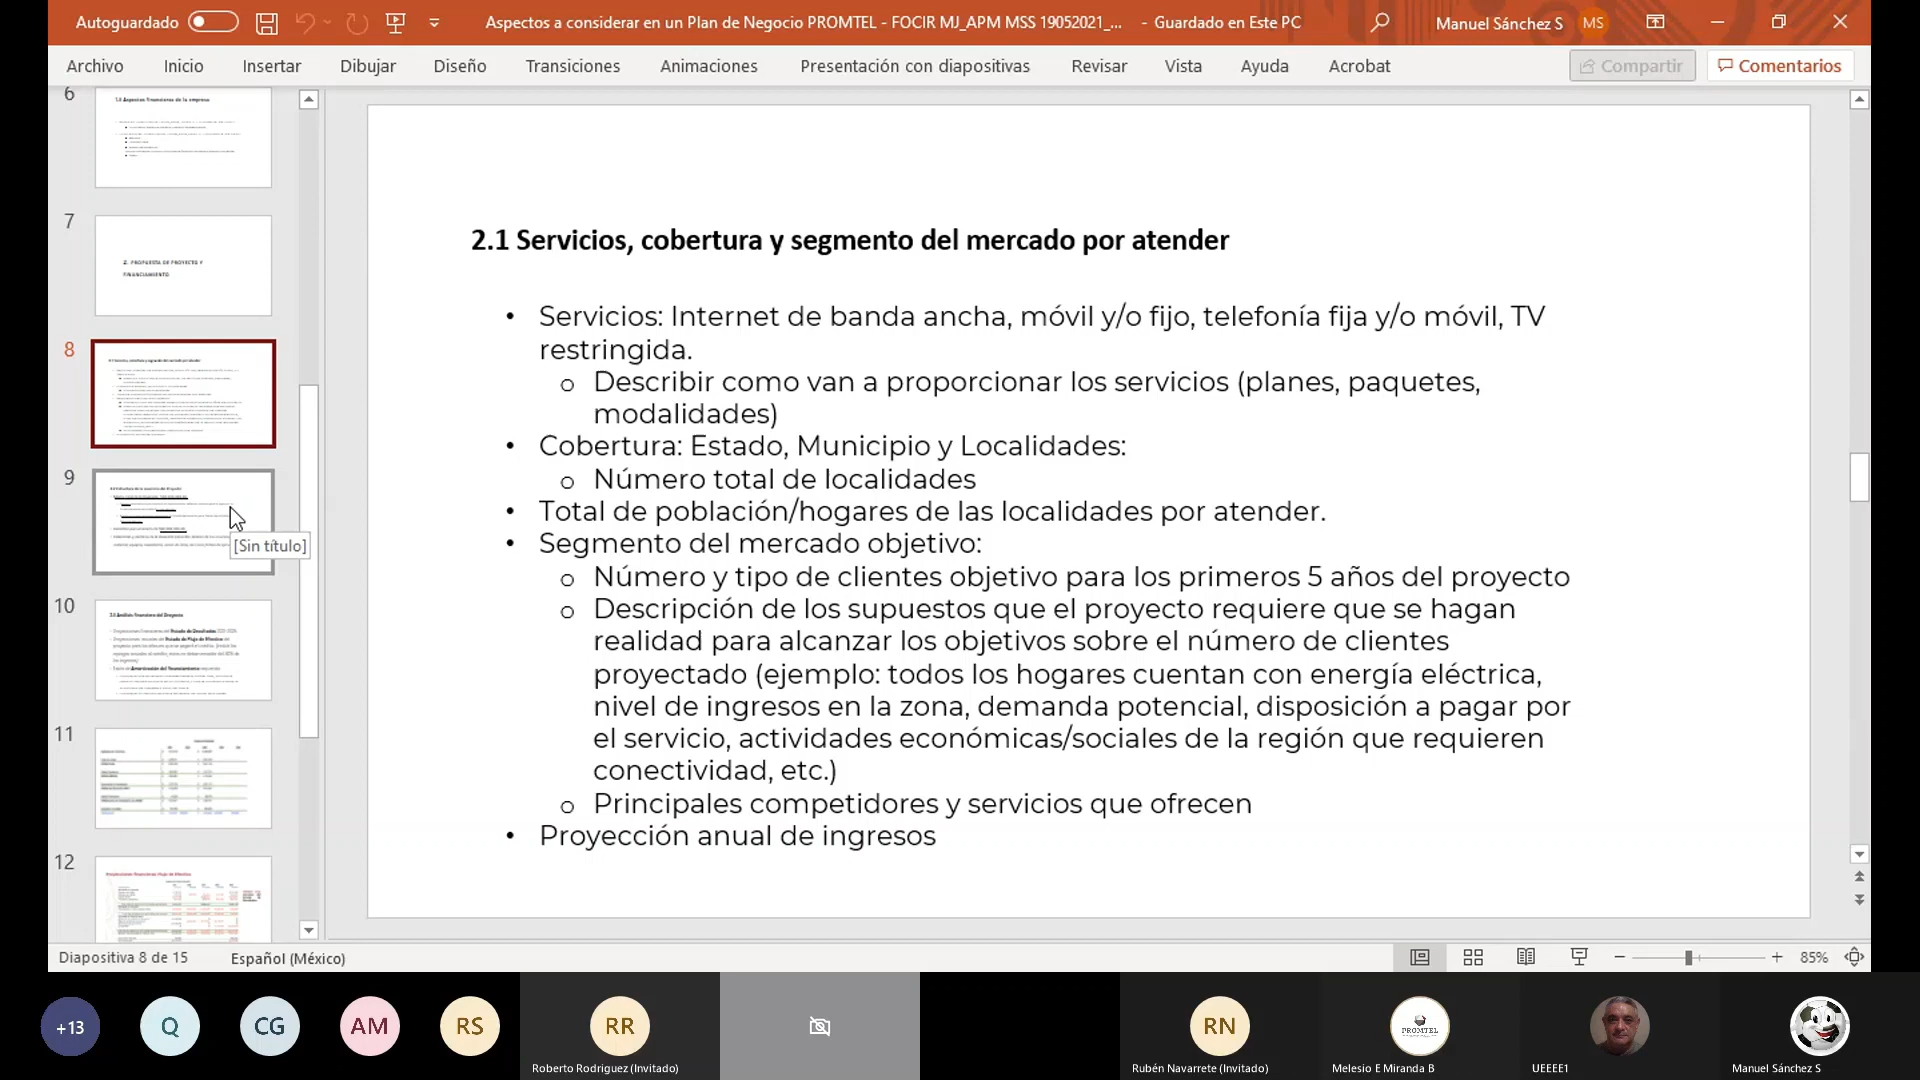 Autoguardado
Aspectos a considerar en un Plan de Negocio PROMTEL - FOCIR MJ_APM MSS 19052021_... - Guardado en Este PC
Manuel Sánchez S
MS
Archivo Inicio Insertar Dibujar Diseño Transiciones Animaciones Presentación con diapositivas Revisar Vista Ayuda Acrobat
Compartir
Comentarios
6
7
2. PROPUESTA DE PROYECTO Y
FINANCIAMIENTO
8
9
[Sin título]
10
11
12
2.1 Servicios, cobertura y segmento del mercado por atender
• Servicios: Internet de banda ancha, móvil y/o fijo, telefonía fija y/o móvil, TV
restringida.
o Describir como van a proporcionar los servicios (planes, paquetes,
modalidades)
• Cobertura: Estado, Municipio y Localidades:
o Número total de localidades
• Total de población/hogares de las localidades por atender.
• Segmento del mercado objetivo:
o Número y tipo de clientes objetivo para los primeros 5 años del proyecto
o Descripción de los supuestos que el proyecto requiere que se hagan
realidad para alcanzar los objetivos sobre el número de clientes
proyectado (ejemplo: todos los hogares cuentan con energía eléctrica,
nivel de ingresos en la zona, demanda potencial, disposición a pagar por
el servicio, actividades económicas/sociales de la región que requieren
conectividad, etc.)
o Principales competidores y servicios que ofrecen
• Proyección anual de ingresos
Diapositiva 8 de 15
Español (México)
85%
+13
Q
CG
AM
RS
RR
Roberto Rodriguez (Invitado)
RN
Rubén Navarrete (Invitado)
PROMTEL
Melesio E Miranda B
UEEEE1
Manuel Sánchez S